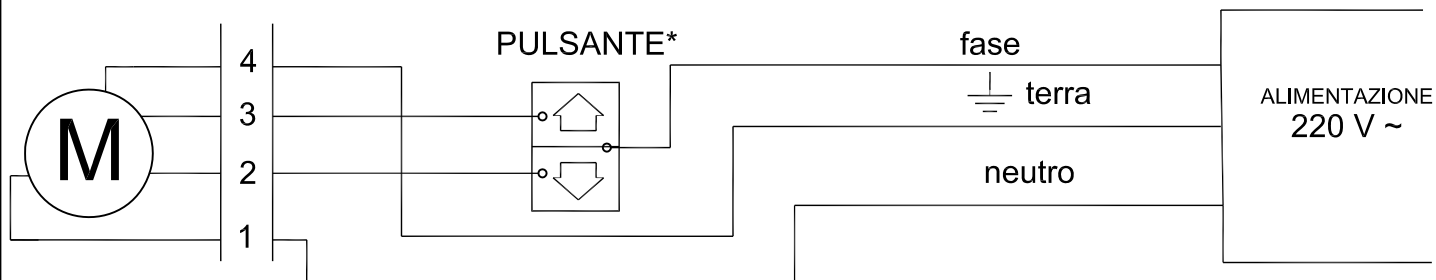 PULSANTE*
fase
terra
neutro
ALIMENTAZIONE
220 V ~
M
4
3
2
1